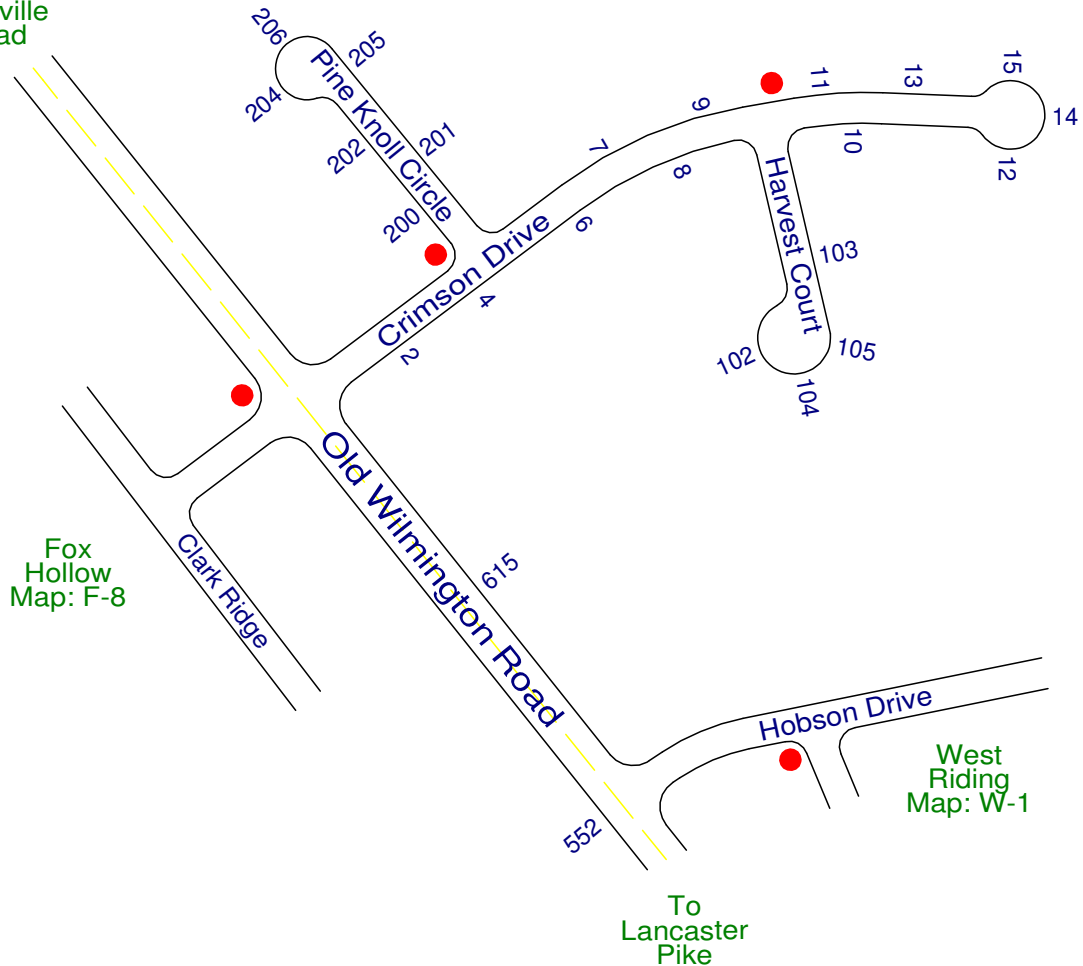 ville
ad
206
205
Pine Knoll Circle
204
202
201
200
Crimson Drive
2
4
6
7
8
9
10
11
13
15
14
12
Harvest Court
103
102
105
104
Old Wilmington Road
615
552
Clark Ridge
Fox
Hollow
Map: F-8
Hobson Drive
West
Riding
Map: W-1
To
Lancaster
Pike